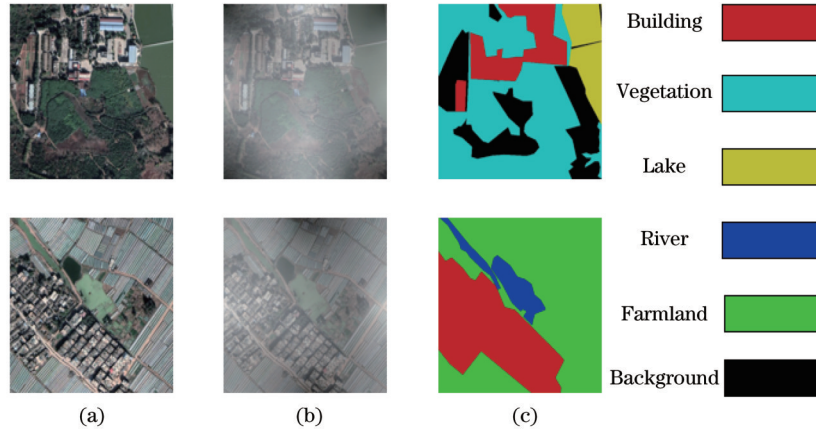 Building
Vegetation
Lake
River
Farmland
Background
(a)
(b)
(c)